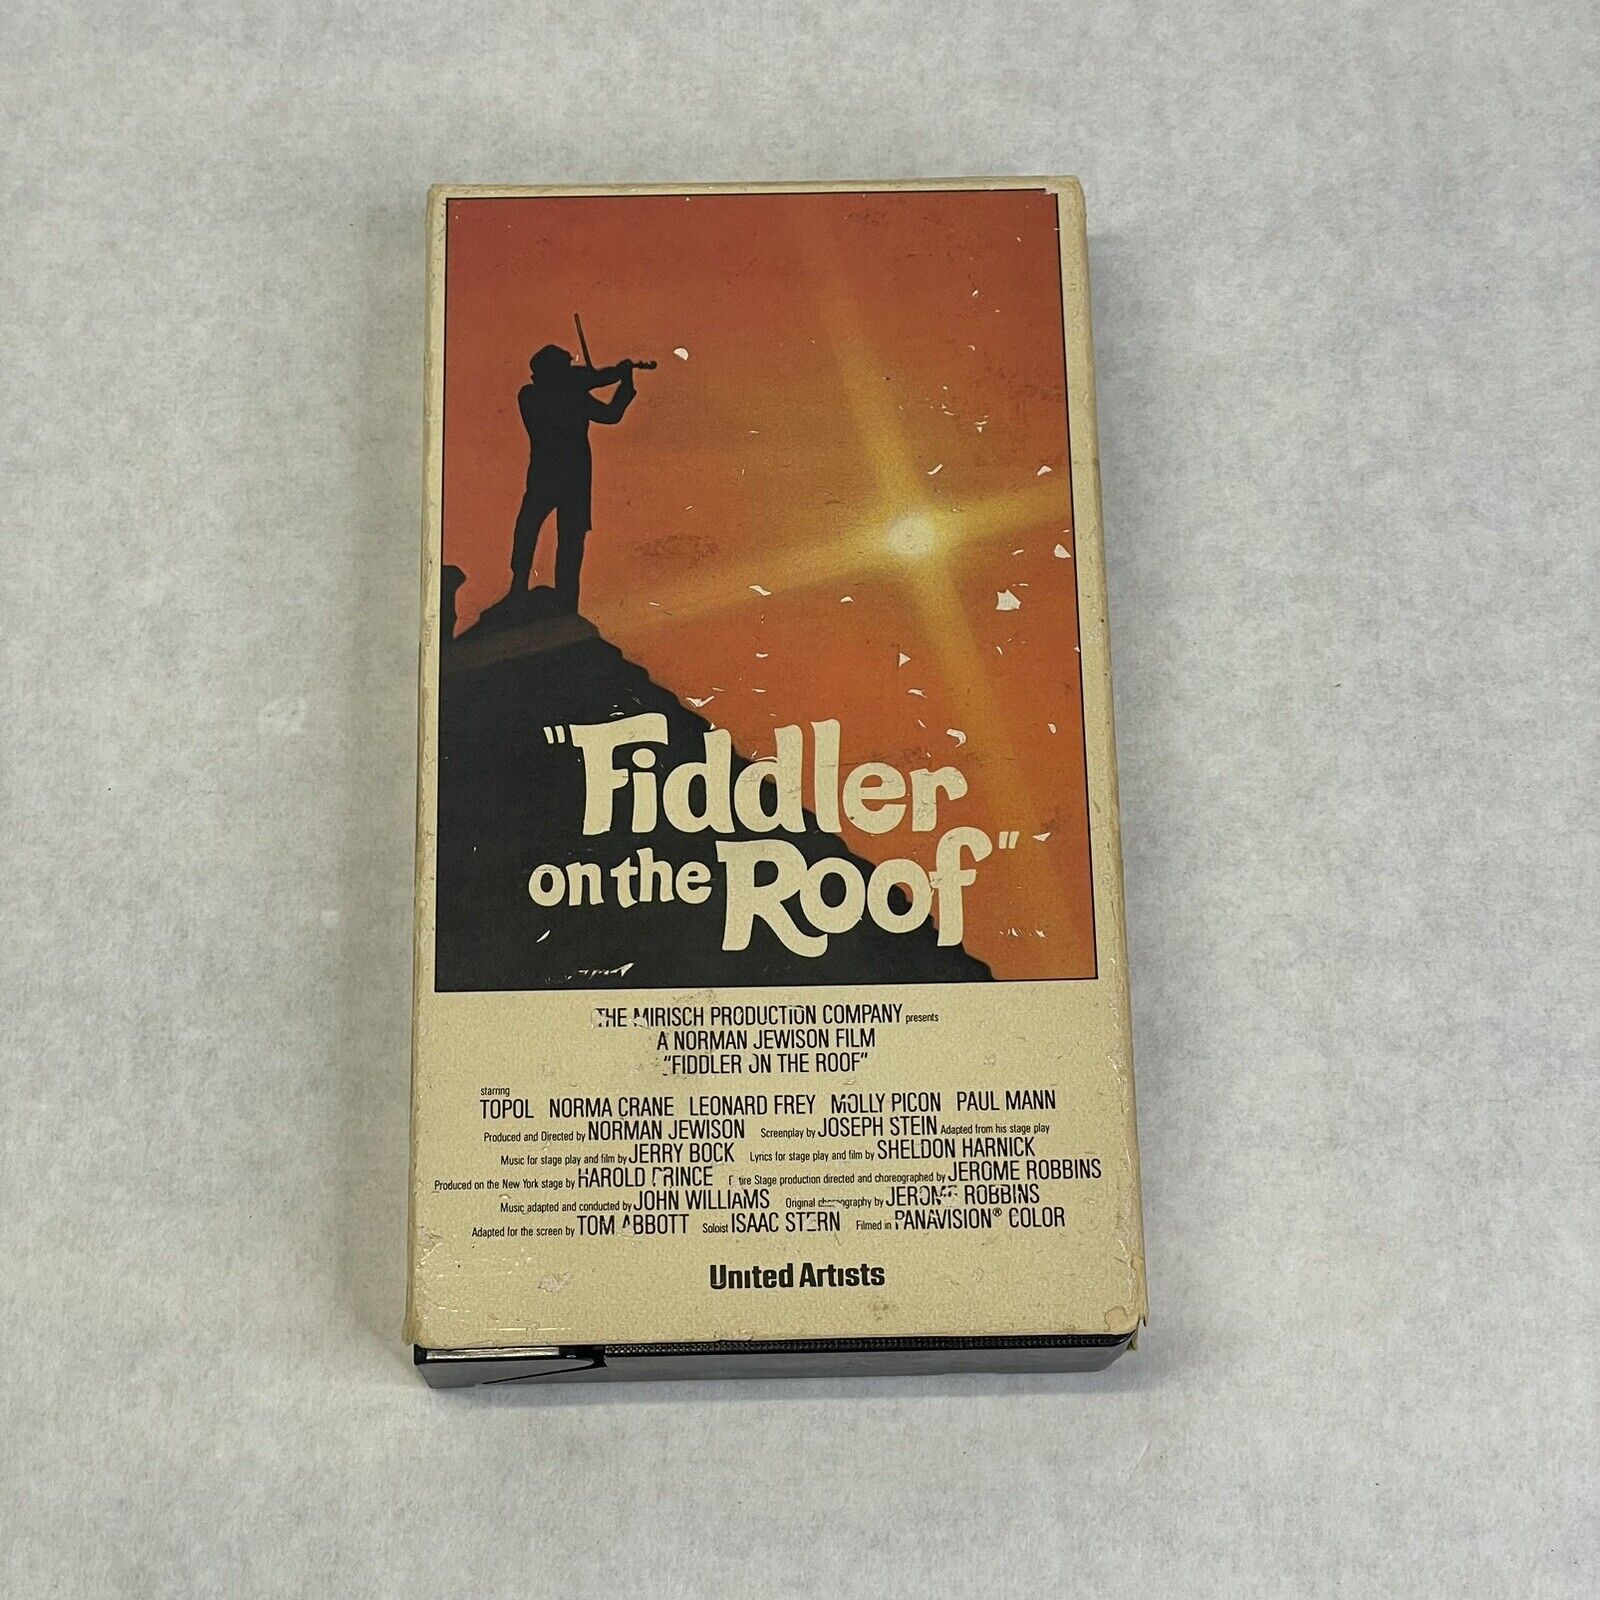 "Fiddler
on the Roof"
THE MIRISCH PRODUCTION COMPANY presents
A NORMAN JEWISON FILM
"FIDDLER ON THE ROOF"
starring
TOPOL NORMA CRANE LEONARD FREY MOLLY PICON PAUL MANN
Produced and Directed by NORMAN JEWISON Screenplay by JOSEPH STEIN Adapted from his stage play
Music for stage play and film by JERRY BOCK Lyrics for stage play and film by SHELDON HARNICK
Produced on the New York stage by HAROLD PRINCE Entire Stage production directed and choreographed by JEROME ROBBINS
Music adapted and conducted by JOHN WILLIAMS Original choreography by JEROME ROBBINS
Adapted for the screen by TOM ABBOTT Soloist ISAAC STERN Filmed in PANAVISION® COLOR
United Artists